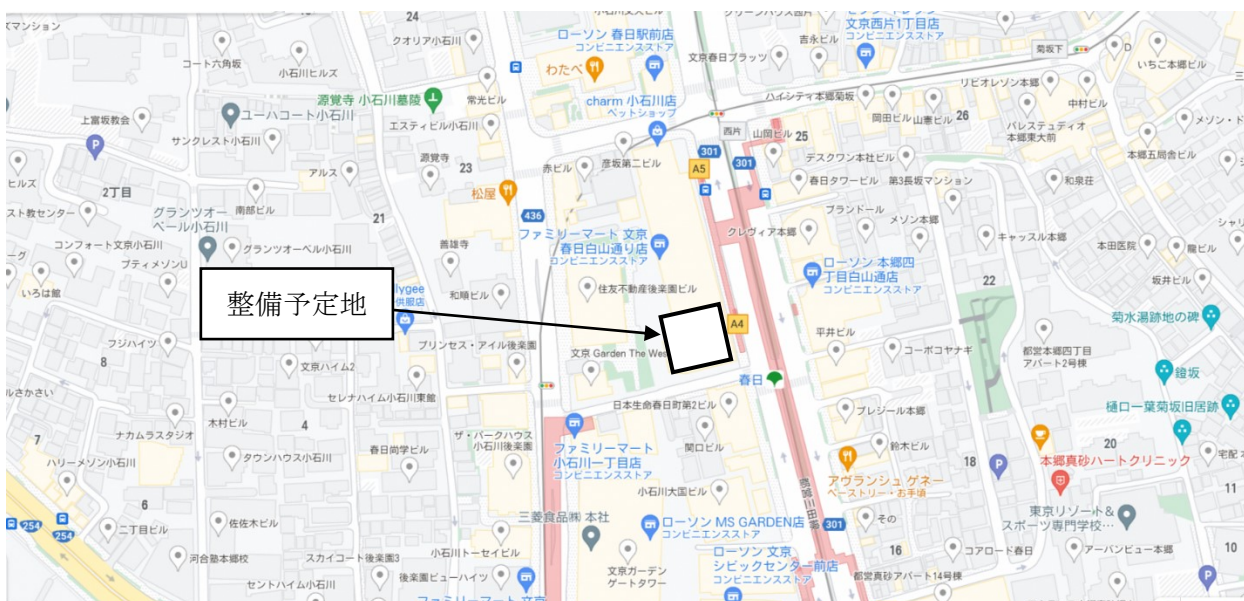 24
クオリア小石川
コート六角坂
小石川ヒルズ
源覚寺 小石川墓陵
常光ビル
ユーハコート小石川
エスティビル小石川
上富坂教会
サンクレスト小石川
P
アルス
源覚寺
23
2丁目
松屋
グランツオー
ベール小石川
南部ビル
21
コンフォート文京小石川
グランツオーベル小石川
プティメゾンU
善雄寺
いろは館
和順ビル
整備予定地
フジハイツ
プリンセス・アイル後楽園
8
文京ハイム2
セレナハイム小石川東館
木村ビル
4
ナカムラスタジオ
7
春日尚学ビル
ザ・パークハウス
小石川後楽園
ハリーメゾン小石川
タウンハウス小石川
6
254
254
二丁目ビル
佐佐木ビル
河合塾本郷校
スカイコート後楽園3
小石川トーセイビル
セントハイム小石川
後楽園ビューハイツ
ローソン 春日駅前店
コンビニエンスストア
わたべ
文京春日プラッツ
charm 小石川店
ペットショップ
赤ビル
彦坂第二ビル
436
ファミリーマート 文京
春日白山通り店
コンビニエンスストア
住友不動産後楽園ビル
文京 Garden The Wes
日本生命春日町第2ビル
ファミリーマート
小石川一丁目店
コンビニエンスストア
関口ビル
小石川大国ビル
三菱食品㈱ 本社
ローソン MS GARDEN店
コンビニエンスストア
文京ガーデン
ゲートタワー
ローソン 文京
シビックセンター前店
コンビニエンスストア
文京西片1丁目店
コンビニエンスストア
吉永ビル
菊坂下
D
いちご本郷ビル
リビオレゾン本郷
ハイシティ本郷菊坂
中村ビル
西片
山岡ビル
25
岡田ビル
山憲ビル
26
パレステュディオ
本郷東大前
301
301
A5
デスクワン本社ビル
本郷五局舎ビル
春日タワービル
第3長坂マンション
和泉荘
ブランドール
メゾン本郷
クレヴィア本郷
キャッスル本郷
本田医院
龍ビル
ローソン 本郷四
丁目白山通店
コンビニエンスストア
22
坂井ビル
菊水湯跡地の碑
A4
平井ビル
コーポコヤナギ
都営本郷四丁目
アパート2号棟
鐙坂
春日
樋口一葉菊坂旧居跡
プレジール本郷
鈴木ビル
20
18
P
本郷真砂ハートクリニック
アヴランシュ ゲネー
ペーストリー・お手頃
11
都営三田線
301
その
東京リゾート&
スポーツ専門学校…
16
コアロード春日
アーバンビュー本郷
10
都営真砂アパート14号棟
P